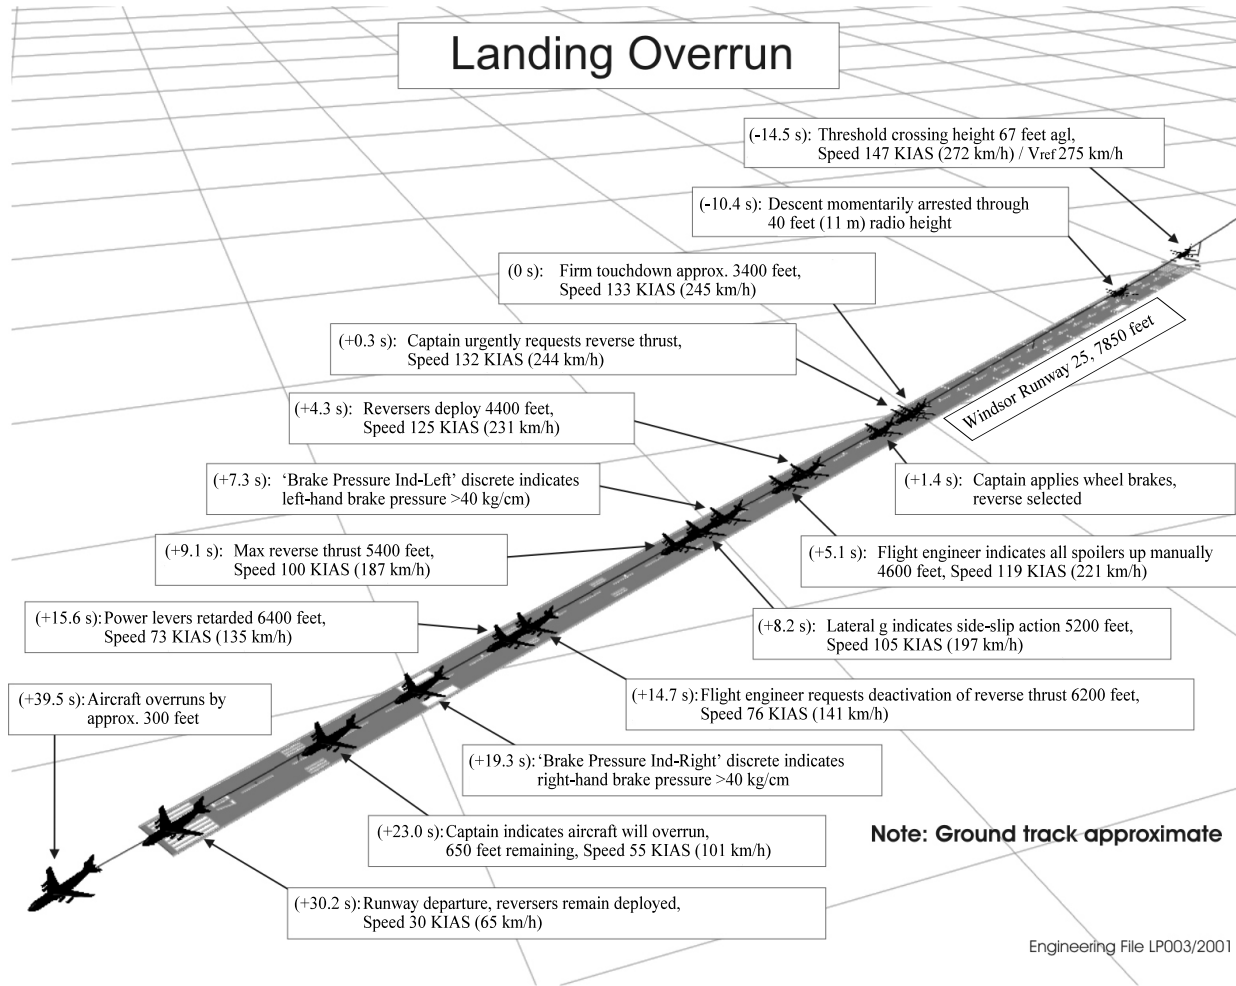 Landing Overrun
(-14.5 s): Threshold crossing height 67 feet agl,
Speed 147 KIAS (272 km/h) / Vref 275 km/h
(-10.4 s): Descent momentarily arrested through
40 feet (11 m) radio height
(0 s): Firm touchdown approx. 3400 feet,
Speed 133 KIAS (245 km/h)
Windsor Runway 25, 7850 feet
(+0.3 s): Captain urgently requests reverse thrust,
Speed 132 KIAS (244 km/h)
(+4.3 s): Reversers deploy 4400 feet,
Speed 125 KIAS (231 km/h)
(+7.3 s): ‘Brake Pressure Ind-Left’ discrete indicates
left-hand brake pressure >40 kg/cm)
(+1.4 s): Captain applies wheel brakes,
reverse selected
(+9.1 s): Max reverse thrust 5400 feet,
Speed 100 KIAS (187 km/h)
(+5.1 s): Flight engineer indicates all spoilers up manually
4600 feet, Speed 119 KIAS (221 km/h)
(+15.6 s): Power levers retarded 6400 feet,
Speed 73 KIAS (135 km/h)
(+8.2 s): Lateral g indicates side-slip action 5200 feet,
Speed 105 KIAS (197 km/h)
(+39.5 s): Aircraft overruns by
approx. 300 feet
(+14.7 s): Flight engineer requests deactivation of reverse thrust 6200 feet,
Speed 76 KIAS (141 km/h)
(+19.3 s): ‘Brake Pressure Ind-Right’ discrete indicates
right-hand brake pressure >40 kg/cm
(+23.0 s): Captain indicates aircraft will overrun,
650 feet remaining, Speed 55 KIAS (101 km/h)
Note: Ground track approximate
(+30.2 s): Runway departure, reversers remain deployed,
Speed 30 KIAS (65 km/h)
Engineering File LP003/2001